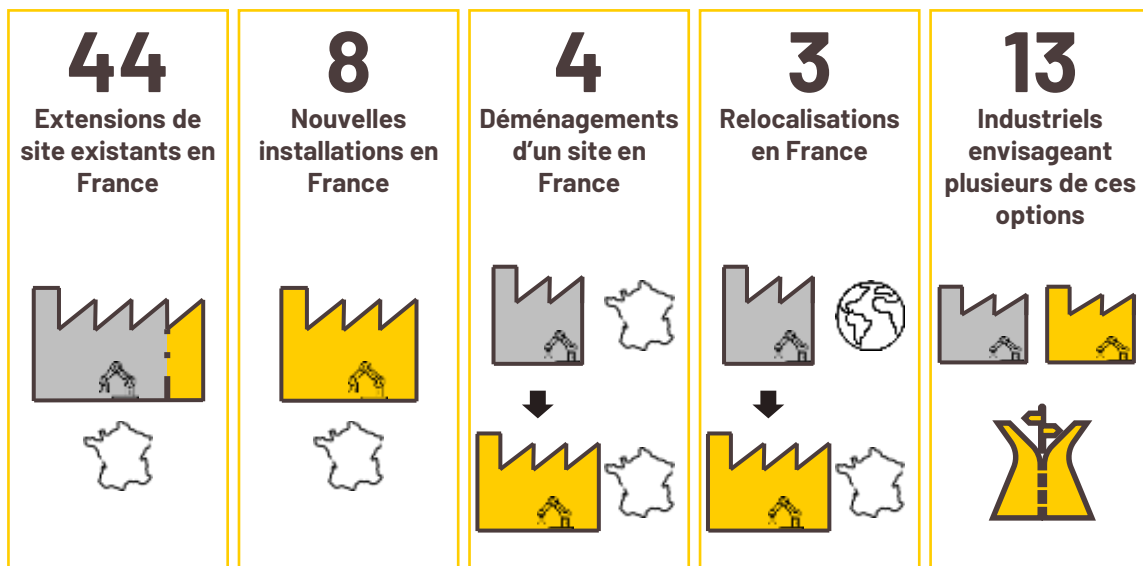 44
Extensions de
site existants en
France
8
Nouvelles
installations en
France
4
Déménagements
d’un site en
France
3
Relocalisations
en France
13
Industriels
envisageant
plusieurs de ces
options